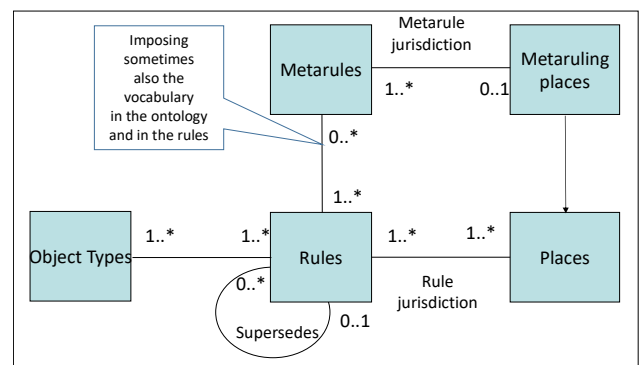 Imposing
sometimes
also the
vocabulary
in the ontology
and in the rules
Metarules
Metarule
jurisdiction
Metaruling
places
1..*
0..1
0..*
1..*
Object Types
1..*
1..*
Rules
1..*
1..*
Places
Rule
jurisdiction
0..*
0..1
Supersedes